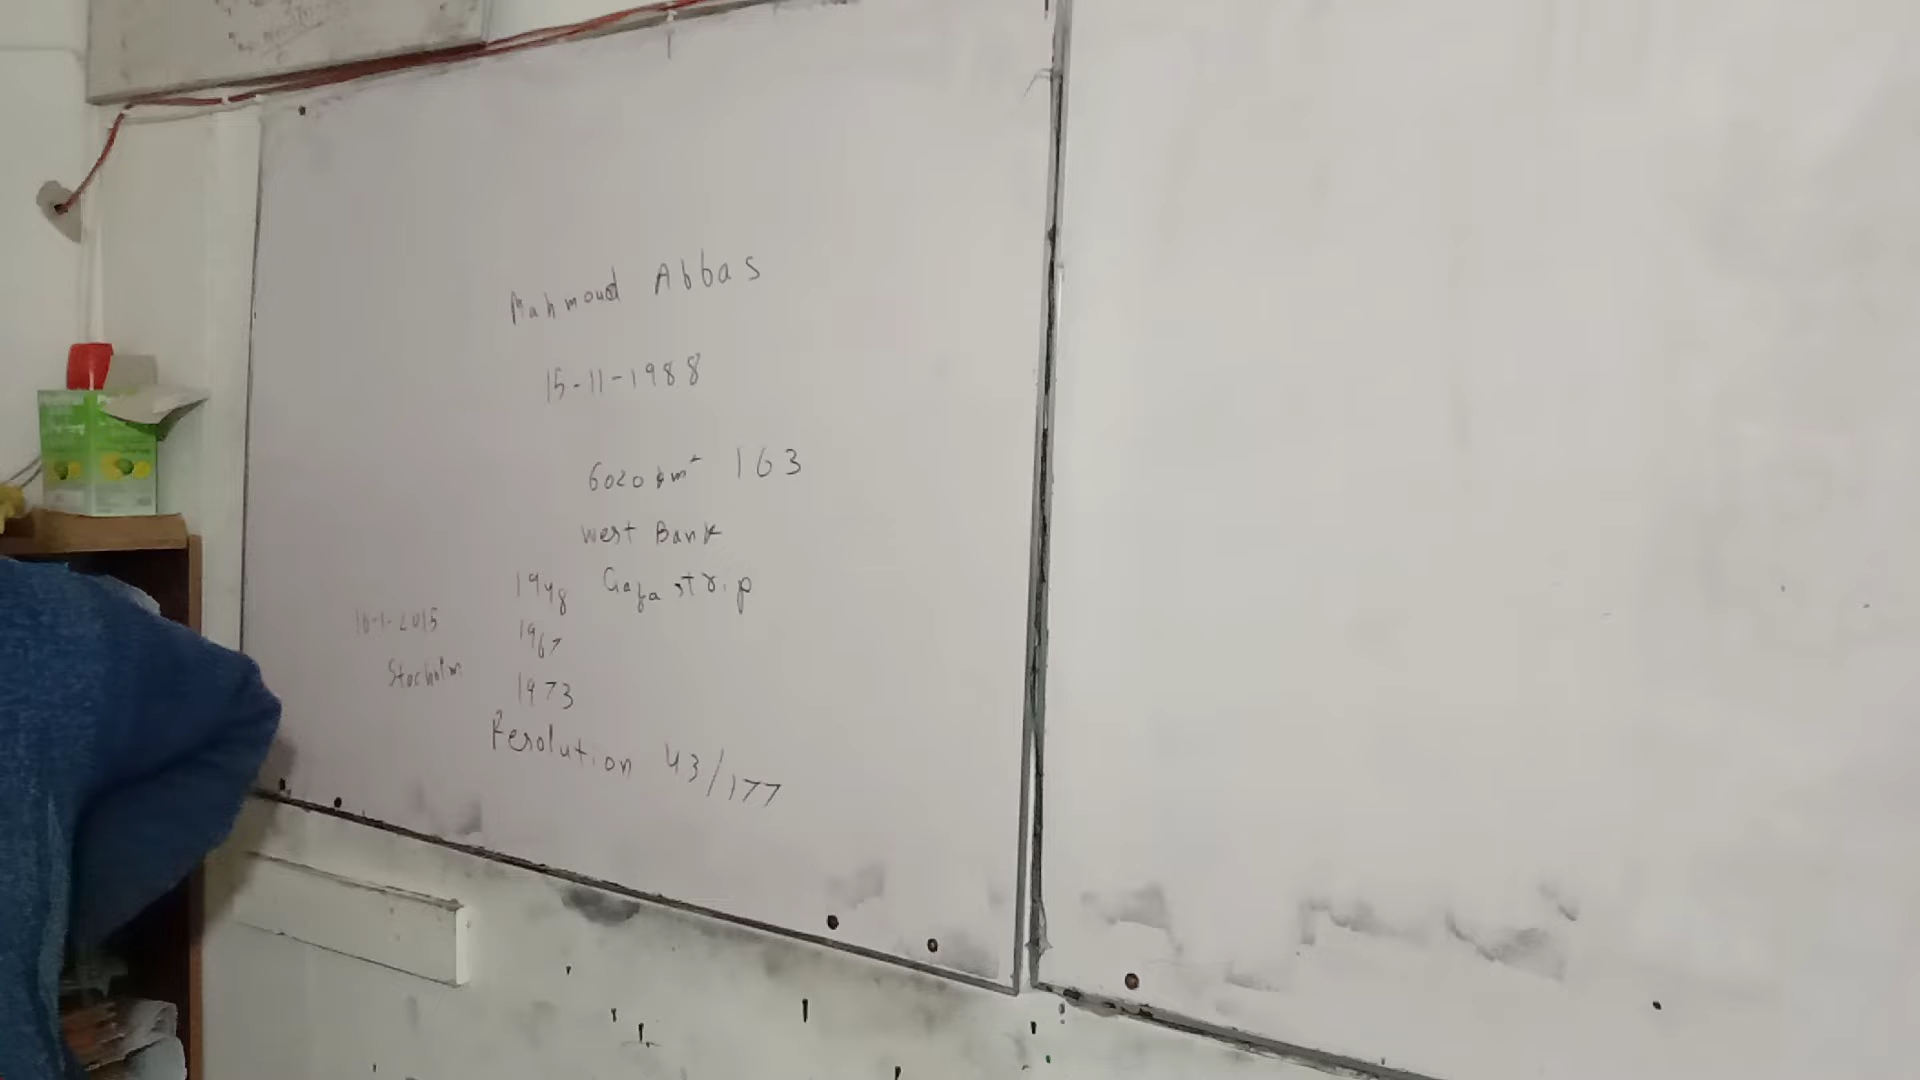 Mahmoud Abbas
15-11-1988
6020 km² 163
West Bank
1948 Gaza strip
10-1-2015 1967
Stocholm 1973
Resolution 43/177